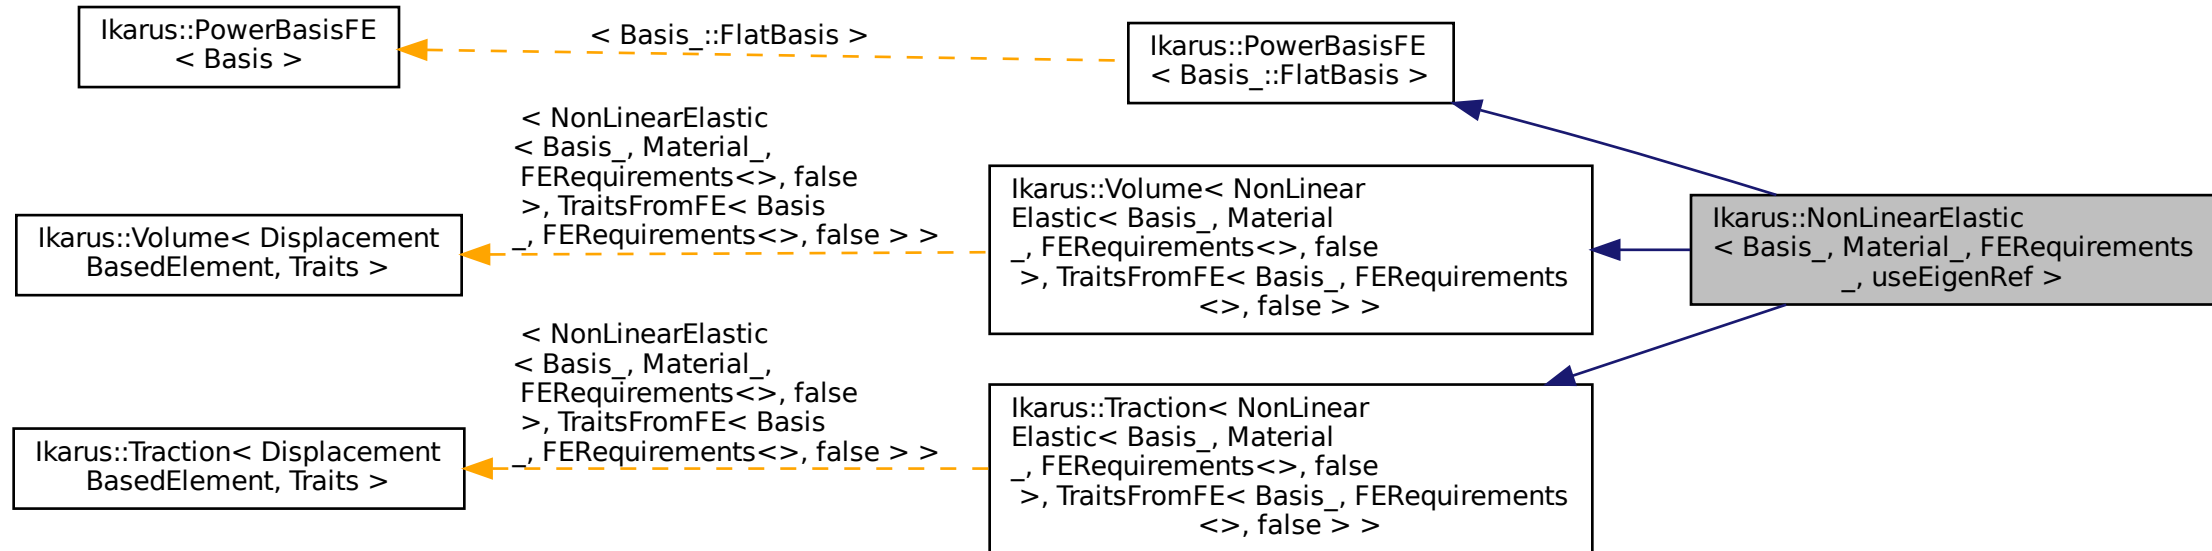 Ikarus::PowerBasisFE
< Basis >
< Basis_::FlatBasis >
Ikarus::PowerBasisFE
< Basis_::FlatBasis >
< NonLinearElastic
< Basis_, Material_,
FERequirements<>, false
>, TraitsFromFE< Basis
_, FERequirements<>, false > >
Ikarus::Volume< Displacement
BasedElement, Traits >
Ikarus::Volume< NonLinear
Elastic< Basis_, Material
_, FERequirements<>, false
>, TraitsFromFE< Basis_, FERequirements
<>, false > >
Ikarus::NonLinearElastic
< Basis_, Material_, FERequirements
_, useEigenRef >
< NonLinearElastic
< Basis_, Material_,
FERequirements<>, false
>, TraitsFromFE< Basis
_, FERequirements<>, false > >
Ikarus::Traction< Displacement
BasedElement, Traits >
Ikarus::Traction< NonLinear
Elastic< Basis_, Material
_, FERequirements<>, false
>, TraitsFromFE< Basis_, FERequirements
<>, false > >